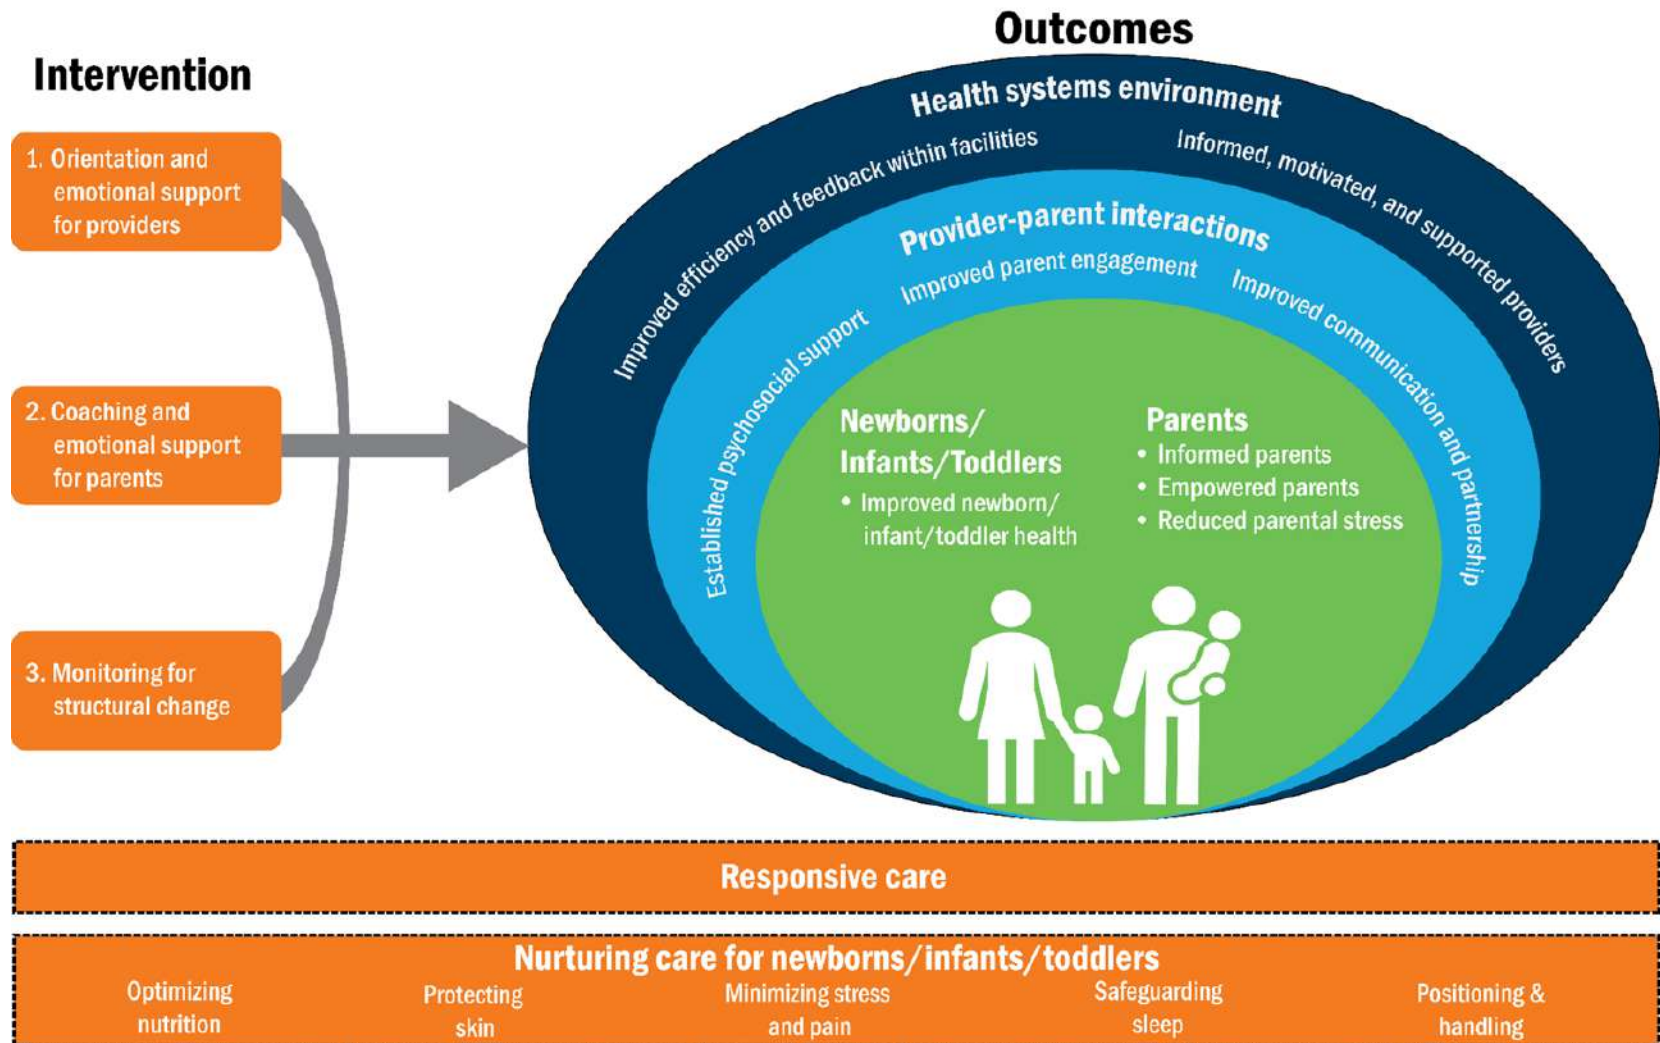 Outcomes
Intervention
1. Orientation and
emotional support
for providers
2. Coaching and
emotional support
for parents
3. Monitoring for
structural change
Health systems environment
Improved efficiency and feedback within facilities
Informed, motivated, and supported providers
Provider-parent interactions
Established psychosocial support
Improved parent engagement
Improved communication and partnership
Newborns/
Infants/Toddlers
• Improved newborn/
infant/toddler health
Parents
• Informed parents
• Empowered parents
• Reduced parental stress
Responsive care
Nurturing care for newborns/infants/toddlers
Optimizing
nutrition
Protecting
skin
Minimizing stress
and pain
Safeguarding
sleep
Positioning &
handling